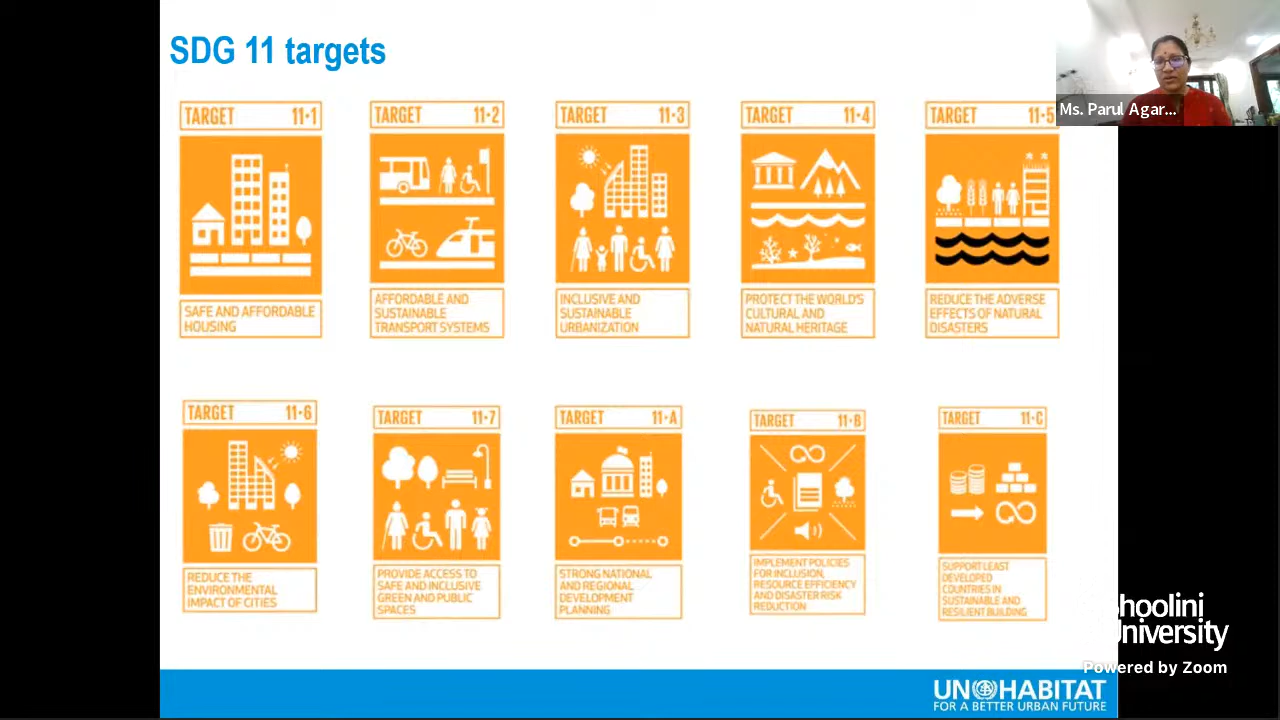 SDG 11 targets
Ms. Parul Agar...
TARGET 11·1
SAFE AND AFFORDABLE
HOUSING
TARGET 11·2
AFFORDABLE AND
SUSTAINABLE
TRANSPORT SYSTEMS
TARGET 11·3
INCLUSIVE AND
SUSTAINABLE
URBANIZATION
TARGET 11·4
PROTECT THE WORLD'S
CULTURAL AND
NATURAL HERITAGE
TARGET 11·5
REDUCE THE ADVERSE
EFFECTS OF NATURAL
DISASTERS
TARGET 11·6
REDUCE THE
ENVIRONMENTAL
IMPACT OF CITIES
TARGET 11·7
PROVIDE ACCESS TO
SAFE AND INCLUSIVE
GREEN AND PUBLIC
SPACES
TARGET 11·A
STRONG NATIONAL
AND REGIONAL
DEVELOPMENT
PLANNING
TARGET 11·B
IMPLEMENT POLICIES
FOR INCLUSION,
RESOURCE EFFICIENCY
AND DISASTER RISK
REDUCTION
TARGET 11·C
SUPPORT LEAST
DEVELOPED
COUNTRIES IN
SUSTAINABLE AND
RESILIENT BUILDING
hoolini
University
Powered by Zoom
UN HABITAT
FOR A BETTER URBAN FUTURE